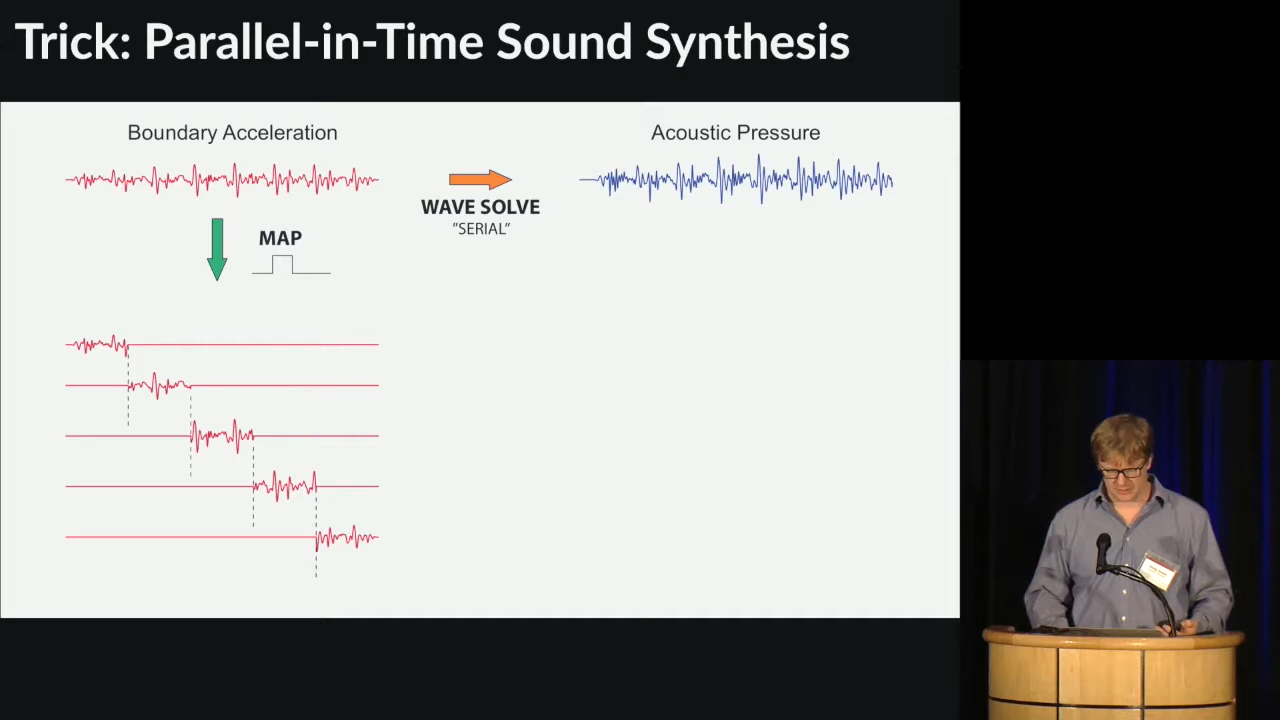 Trick: Parallel-in-Time Sound Synthesis
Boundary Acceleration
Acoustic Pressure
WAVE SOLVE
"SERIAL"
MAP